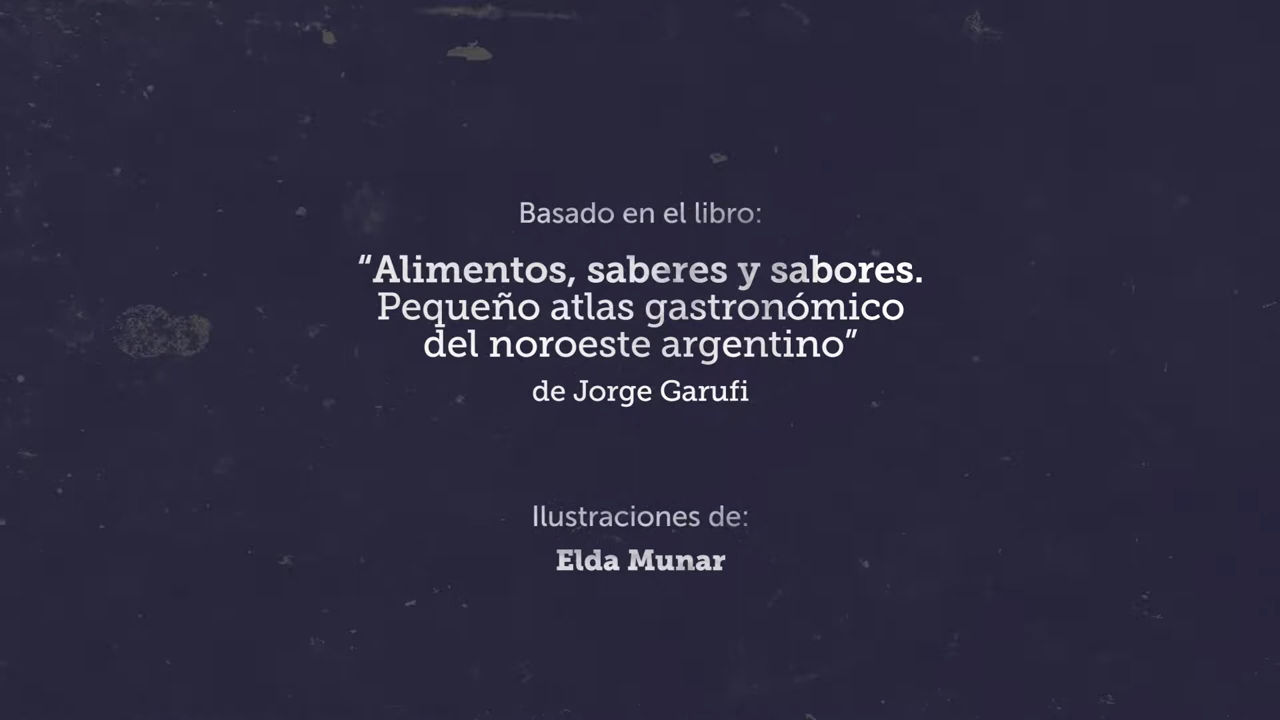 Basado en el libro:
“Alimentos, saberes y sabores.
Pequeño atlas gastronómico
del noroeste argentino”
de Jorge Garufi
Ilustraciones de:
Elda Munar